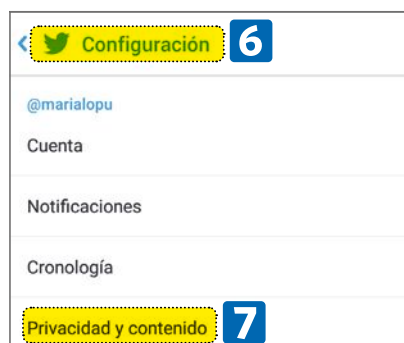 Configuración 6
@marialopu
Cuenta
Notificaciones
Cronología
Privacidad y contenido 7